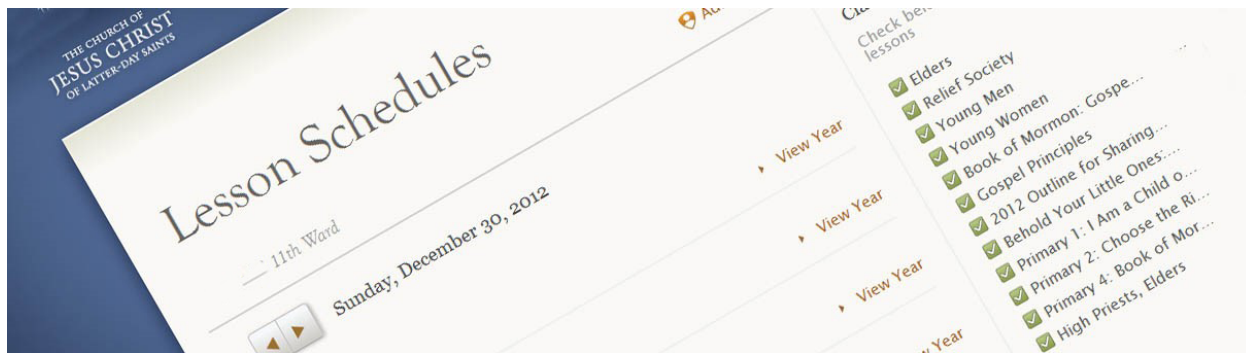 THE CHURCH OF
JESUS CHRIST
OF LATTER-DAY SAINTS
Lesson Schedules
11th Ward
Sunday, December 30, 2012
View Year
View Year
View Year
Year
lessons
Elders
Relief Society
Young Men
Young Women
Book of Mormon: Gospe...
Gospel Principles
2012 Outline for Sharing...
Behold Your Little Ones:...
Primary 1: I Am a Child o...
Primary 2: Choose the Ri...
Primary 4: Book of Mor...
High Priests, Elders